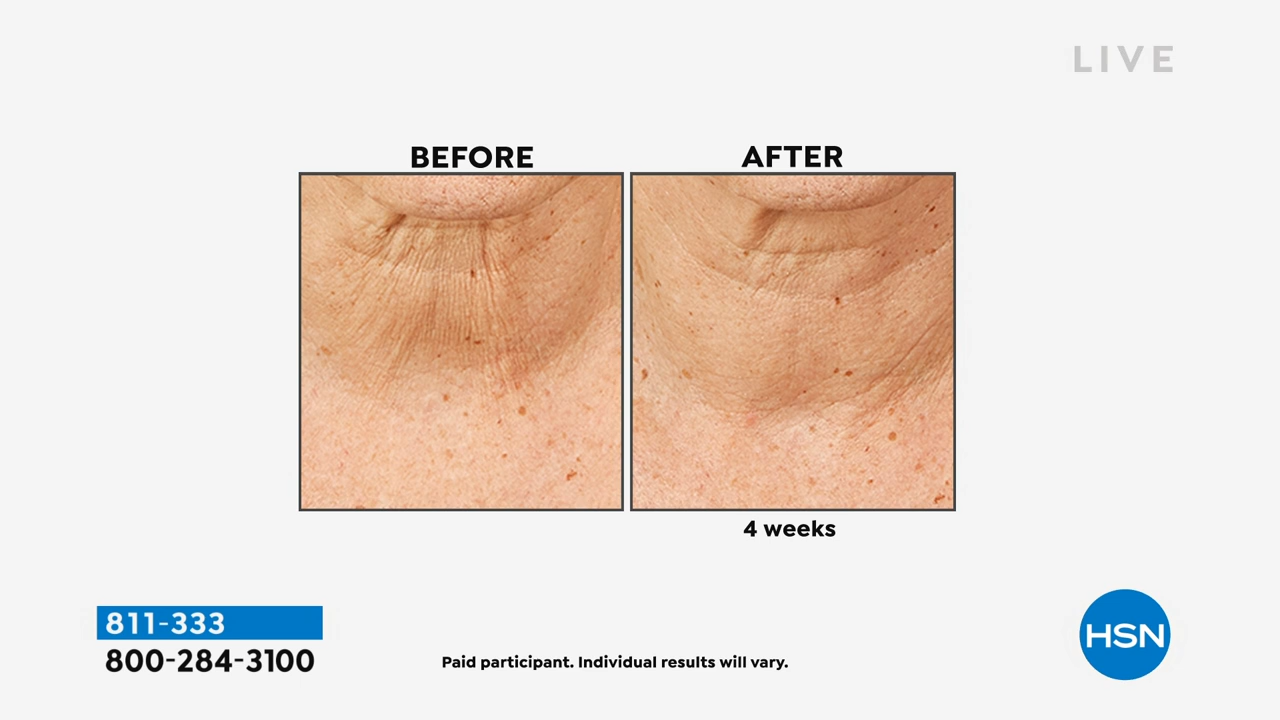 LIVE
BEFORE
AFTER
4 weeks
811-333
800-284-3100
Paid participant. Individual results will vary.
HSN